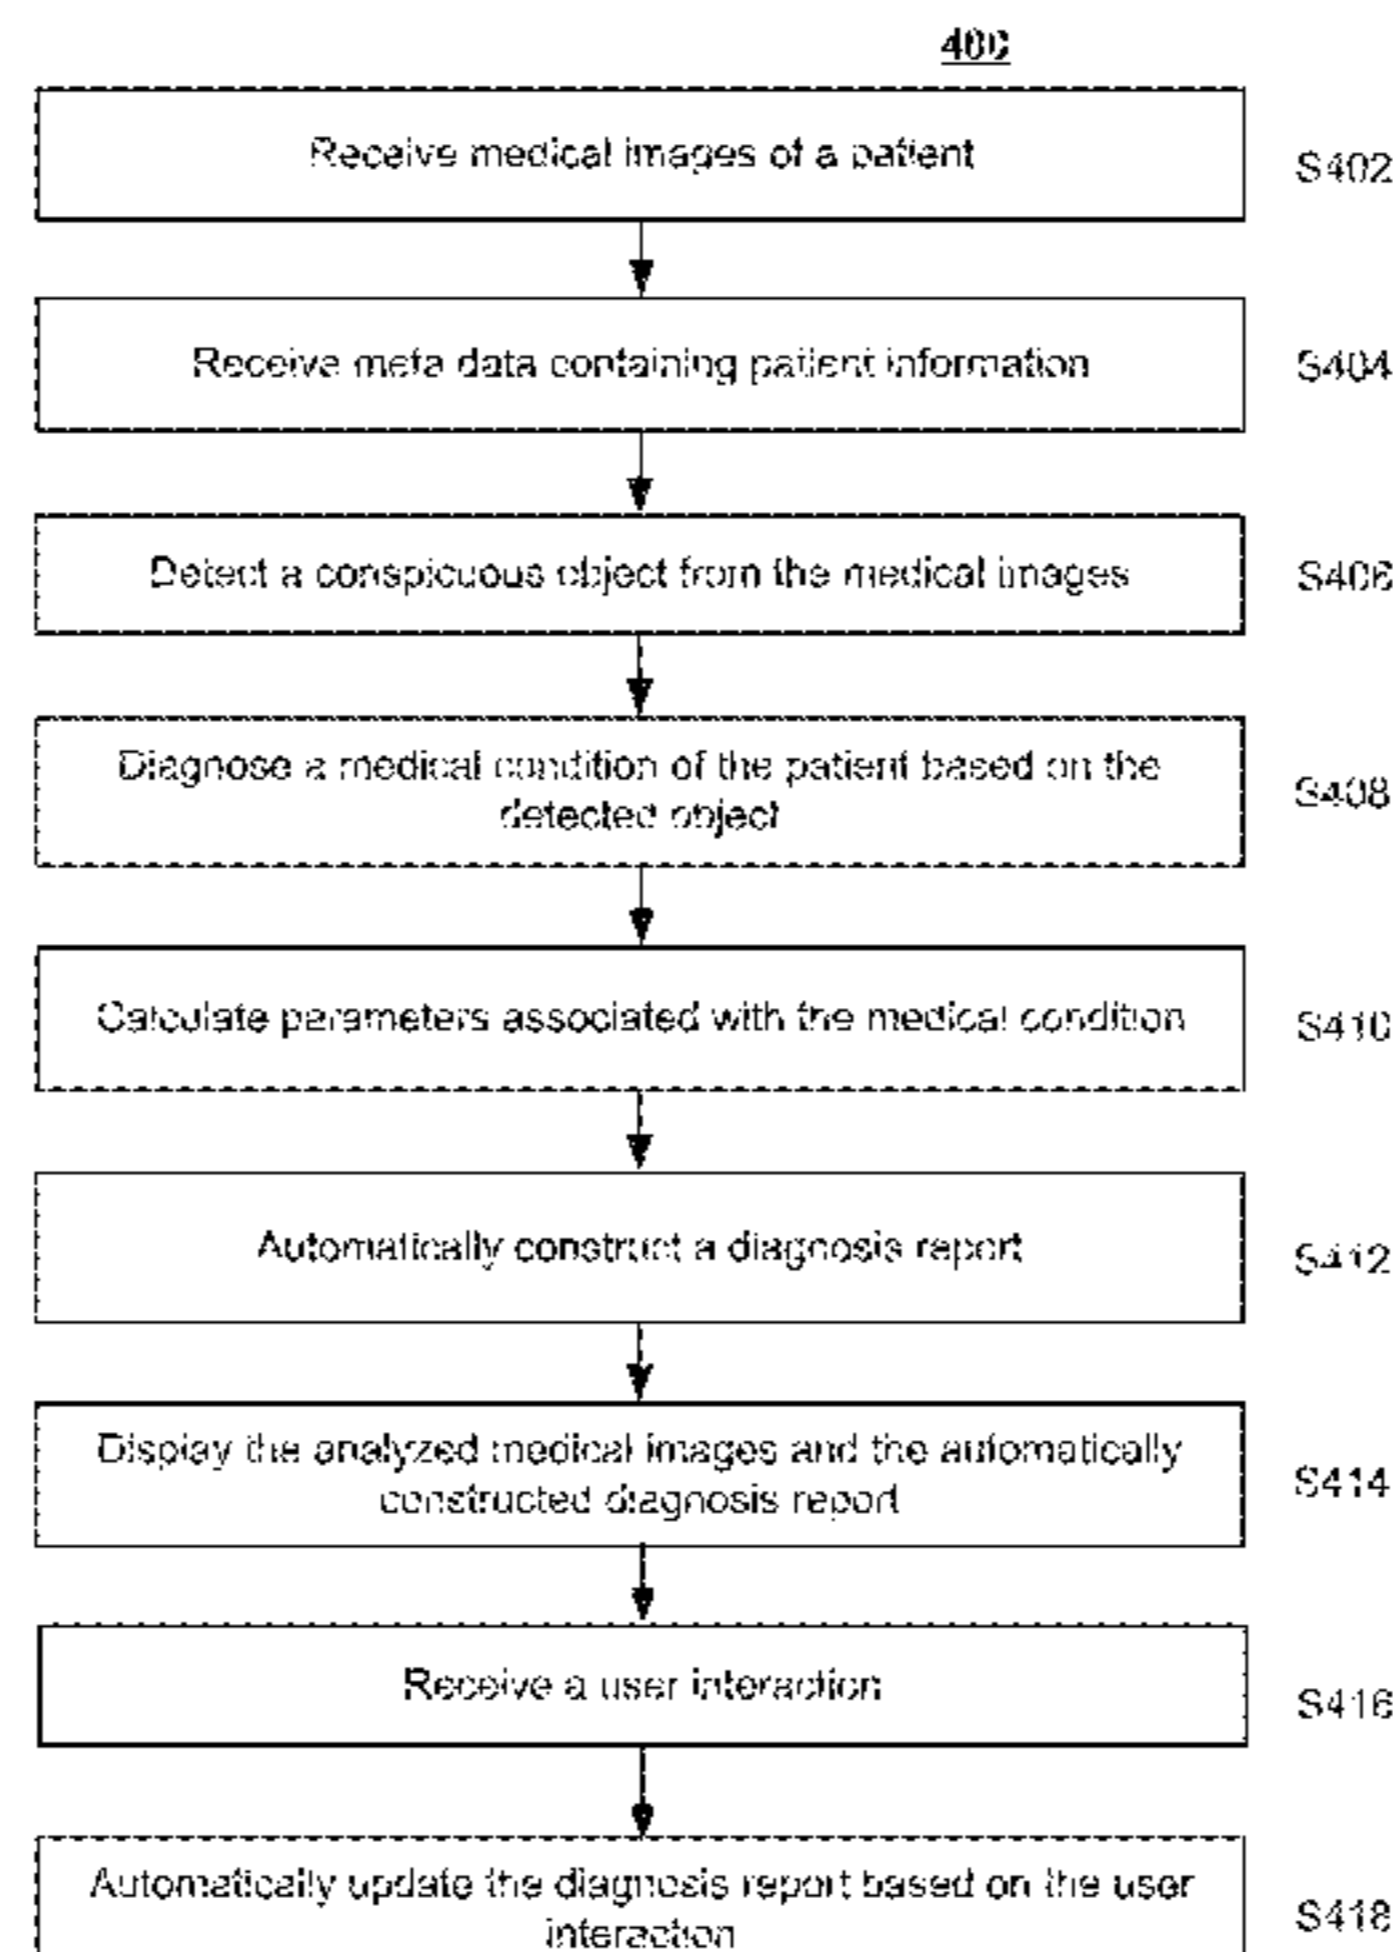 400
Receive medical images of a patient
S402
Receive meta data containing patient information
S404
Detect a conspicuous object from the medical images
S406
Diagnose a medical condition of the patient based on the
detected object
S408
Calculate parameters associated with the medical condition
S410
Automatically construct a diagnosis report
S412
Display the analyzed medical images and the automatically
constructed diagnosis report
S414
Receive a user interaction
S416
Automatically update the diagnosis report based on the user
interaction
S418